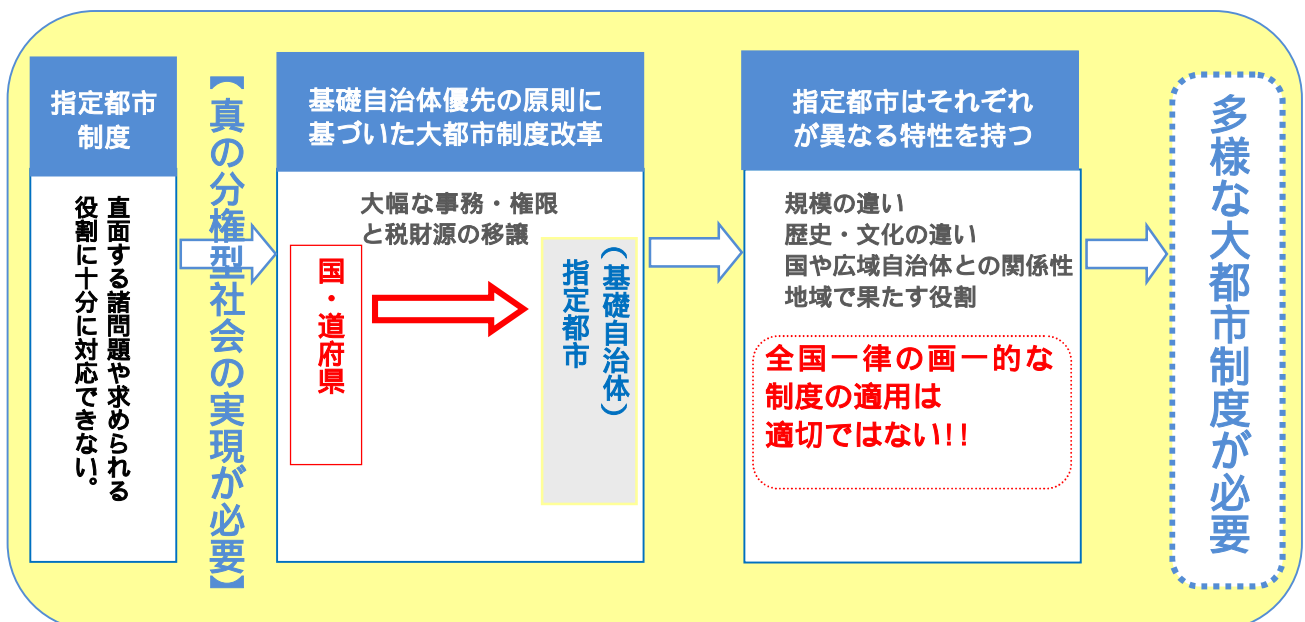 指定都市
制度
直面する諸問題や求められる
役割に十分に対応できない。
【真の分権型社会の実現が必要】
基礎自治体優先の原則に
基づいた大都市制度改革
大幅な事務・権限
と税財源の移譲
国・道府県
(基礎自治体)
指定都市
指定都市はそれぞれ
が異なる特性を持つ
規模の違い
歴史・文化の違い
国や広域自治体との関係性
地域で果たす役割
全国一律の画一的な
制度の適用は
適切ではない!!
多様な大都市制度が必要